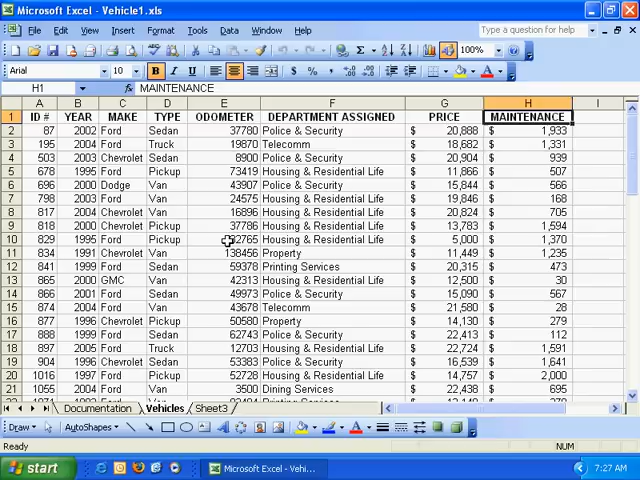 Microsoft Excel - Vehicle1.xls
File Edit View Insert Format Tools Data Window Help Type a question for help
100%
Arial 10 B I U $ %
H1 MAINTENANCE
A B C D E F G H I
1 ID # YEAR MAKE TYPE ODOMETER DEPARTMENT ASSIGNED PRICE MAINTENANCE
2 87 2002 Ford Sedan 37780 Police & Security $ 20,888 $ 1,933
3 195 2004 Ford Truck 19870 Telecomm $ 18,682 $ 1,331
4 503 2003 Chevrolet Sedan 8900 Police & Security $ 20,904 $ 939
5 678 1995 Ford Pickup 73419 Housing & Residential Life $ 11,866 $ 507
6 696 2000 Dodge Van 43907 Police & Security $ 15,844 $ 566
7 798 2003 Ford Van 24575 Housing & Residential Life $ 19,846 $ 168
8 817 2004 Chevrolet Van 16896 Housing & Residential Life $ 20,824 $ 705
9 818 2000 Chevrolet Pickup 37786 Housing & Residential Life $ 13,783 $ 1,594
10 829 1995 Ford Pickup 2765 Housing & Residential Life $ 5,000 $ 1,370
11 834 1991 Chevrolet Van 138456 Property $ 11,449 $ 1,235
12 841 1999 Ford Sedan 59378 Printing Services $ 20,315 $ 473
13 865 2000 GMC Van 42313 Housing & Residential Life $ 12,500 $ 30
14 866 2001 Ford Sedan 49973 Police & Security $ 15,090 $ 567
15 874 2004 Ford Van 43678 Telecomm $ 21,580 $ 28
16 877 1996 Chevrolet Pickup 50580 Property $ 14,130 $ 279
17 888 1999 Ford Sedan 62743 Police & Security $ 22,413 $ 112
18 897 2005 Ford Truck 12703 Housing & Residential Life $ 22,724 $ 1,591
19 904 1996 Chevrolet Sedan 53383 Police & Security $ 16,539 $ 1,641
20 1016 1997 Ford Pickup 52728 Housing & Residential Life $ 14,757 $ 2,000
21 1055 2004 Ford Van 3500 Dining Services $ 22,438 $ 695
Documentation Vehicles Sheet3
Draw AutoShapes
Ready NUM
start Microsoft Excel - Vehi... 7:27 AM